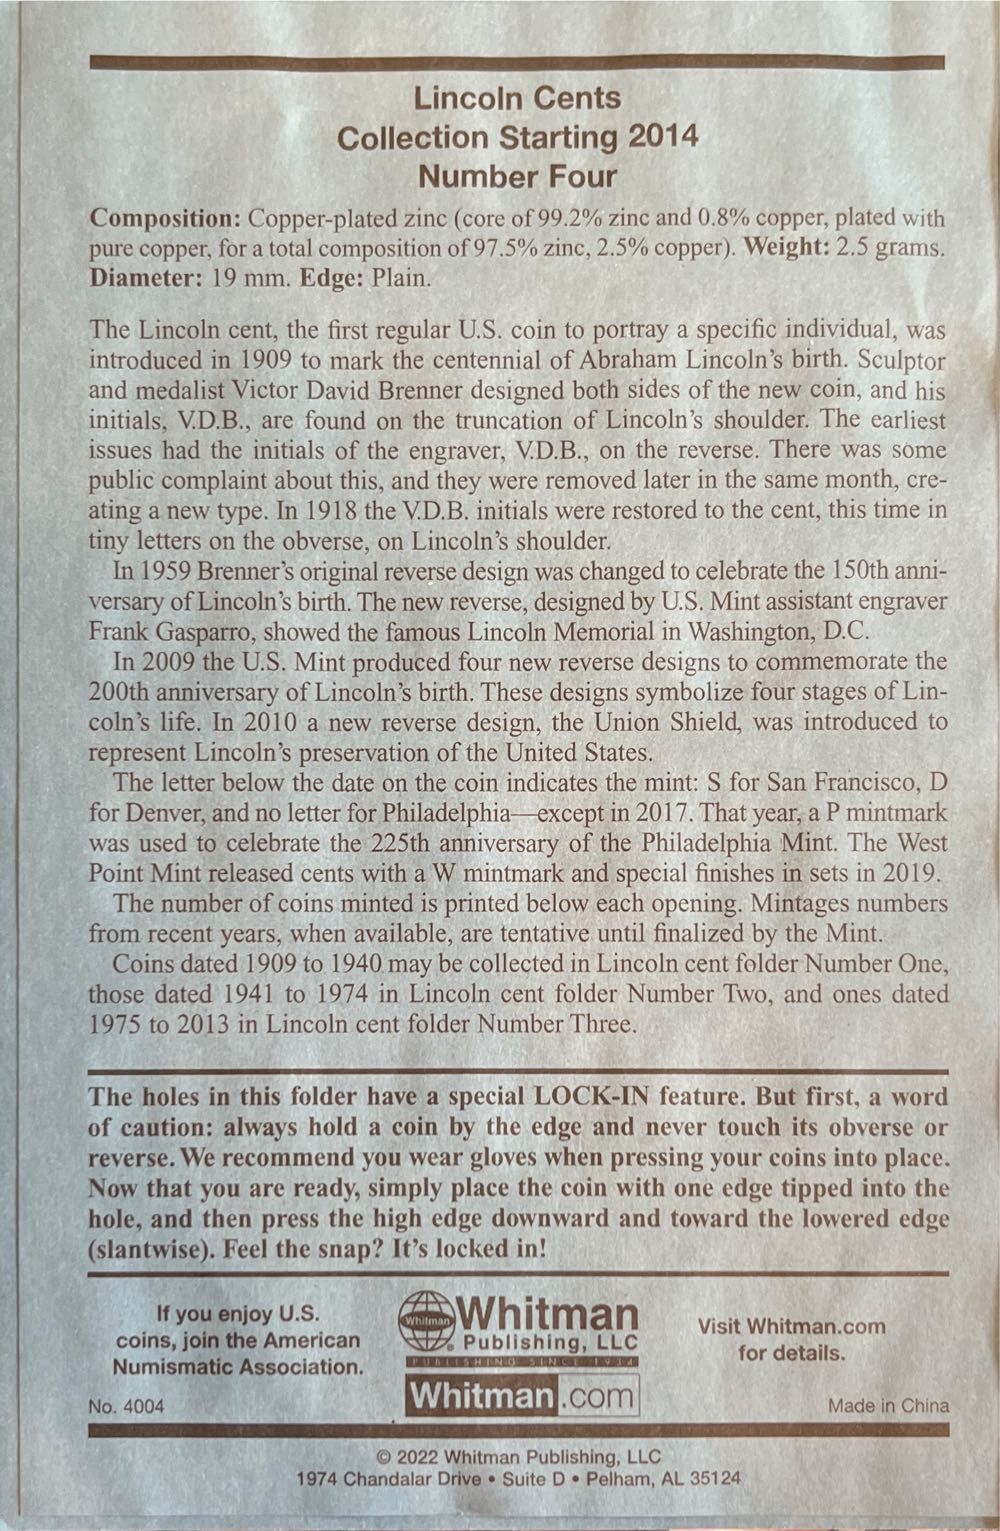 Lincoln Cents
Collection Starting 2014
Number Four
Composition: Copper-plated zinc (core of 99.2% zinc and 0.8% copper, plated with
pure copper, for a total composition of 97.5% zinc, 2.5% copper). Weight: 2.5 grams.
Diameter: 19 mm. Edge: Plain.
The Lincoln cent, the first regular U.S. coin to portray a specific individual, was
introduced in 1909 to mark the centennial of Abraham Lincoln's birth. Sculptor
and medalist Victor David Brenner designed both sides of the new coin, and his
initials, V.D.B., are found on the truncation of Lincoln's shoulder. The earliest
issues had the initials of the engraver, V.D.B., on the reverse. There was some
public complaint about this, and they were removed later in the same month, cre-
ating a new type. In 1918 the V.D.B. initials were restored to the cent, this time in
tiny letters on the obverse, on Lincoln's shoulder.
In 1959 Brenner's original reverse design was changed to celebrate the 150th anni-
versary of Lincoln's birth. The new reverse, designed by U.S. Mint assistant engraver
Frank Gasparro, showed the famous Lincoln Memorial in Washington, D.C.
In 2009 the U.S. Mint produced four new reverse designs to commemorate the
200th anniversary of Lincoln's birth. These designs symbolize four stages of Lin-
coln's life. In 2010 a new reverse design, the Union Shield, was introduced to
represent Lincoln's preservation of the United States.
The letter below the date on the coin indicates the mint: S for San Francisco, D
for Denver, and no letter for Philadelphia—except in 2017. That year, a P mintmark
was used to celebrate the 225th anniversary of the Philadelphia Mint. The West
Point Mint released cents with a W mintmark and special finishes in sets in 2019.
The number of coins minted is printed below each opening. Mintages numbers
from recent years, when available, are tentative until finalized by the Mint.
Coins dated 1909 to 1940 may be collected in Lincoln cent folder Number One,
those dated 1941 to 1974 in Lincoln cent folder Number Two, and ones dated
1975 to 2013 in Lincoln cent folder Number Three.
The holes in this folder have a special LOCK-IN feature. But first, a word
of caution: always hold a coin by the edge and never touch its obverse or
reverse. We recommend you wear gloves when pressing your coins into place.
Now that you are ready, simply place the coin with one edge tipped into the
hole, and then press the high edge downward and toward the lowered edge
(slantwise). Feel the snap? It's locked in!
If you enjoy U.S.
coins, join the American
Numismatic Association.
No. 4004
Whitman
Whitman
Publishing, LLC
PUBLISHING SINCE 1934
Whitman.com
Visit Whitman.com
for details.
Made in China
© 2022 Whitman Publishing, LLC
1974 Chandalar Drive • Suite D • Pelham, AL 35124